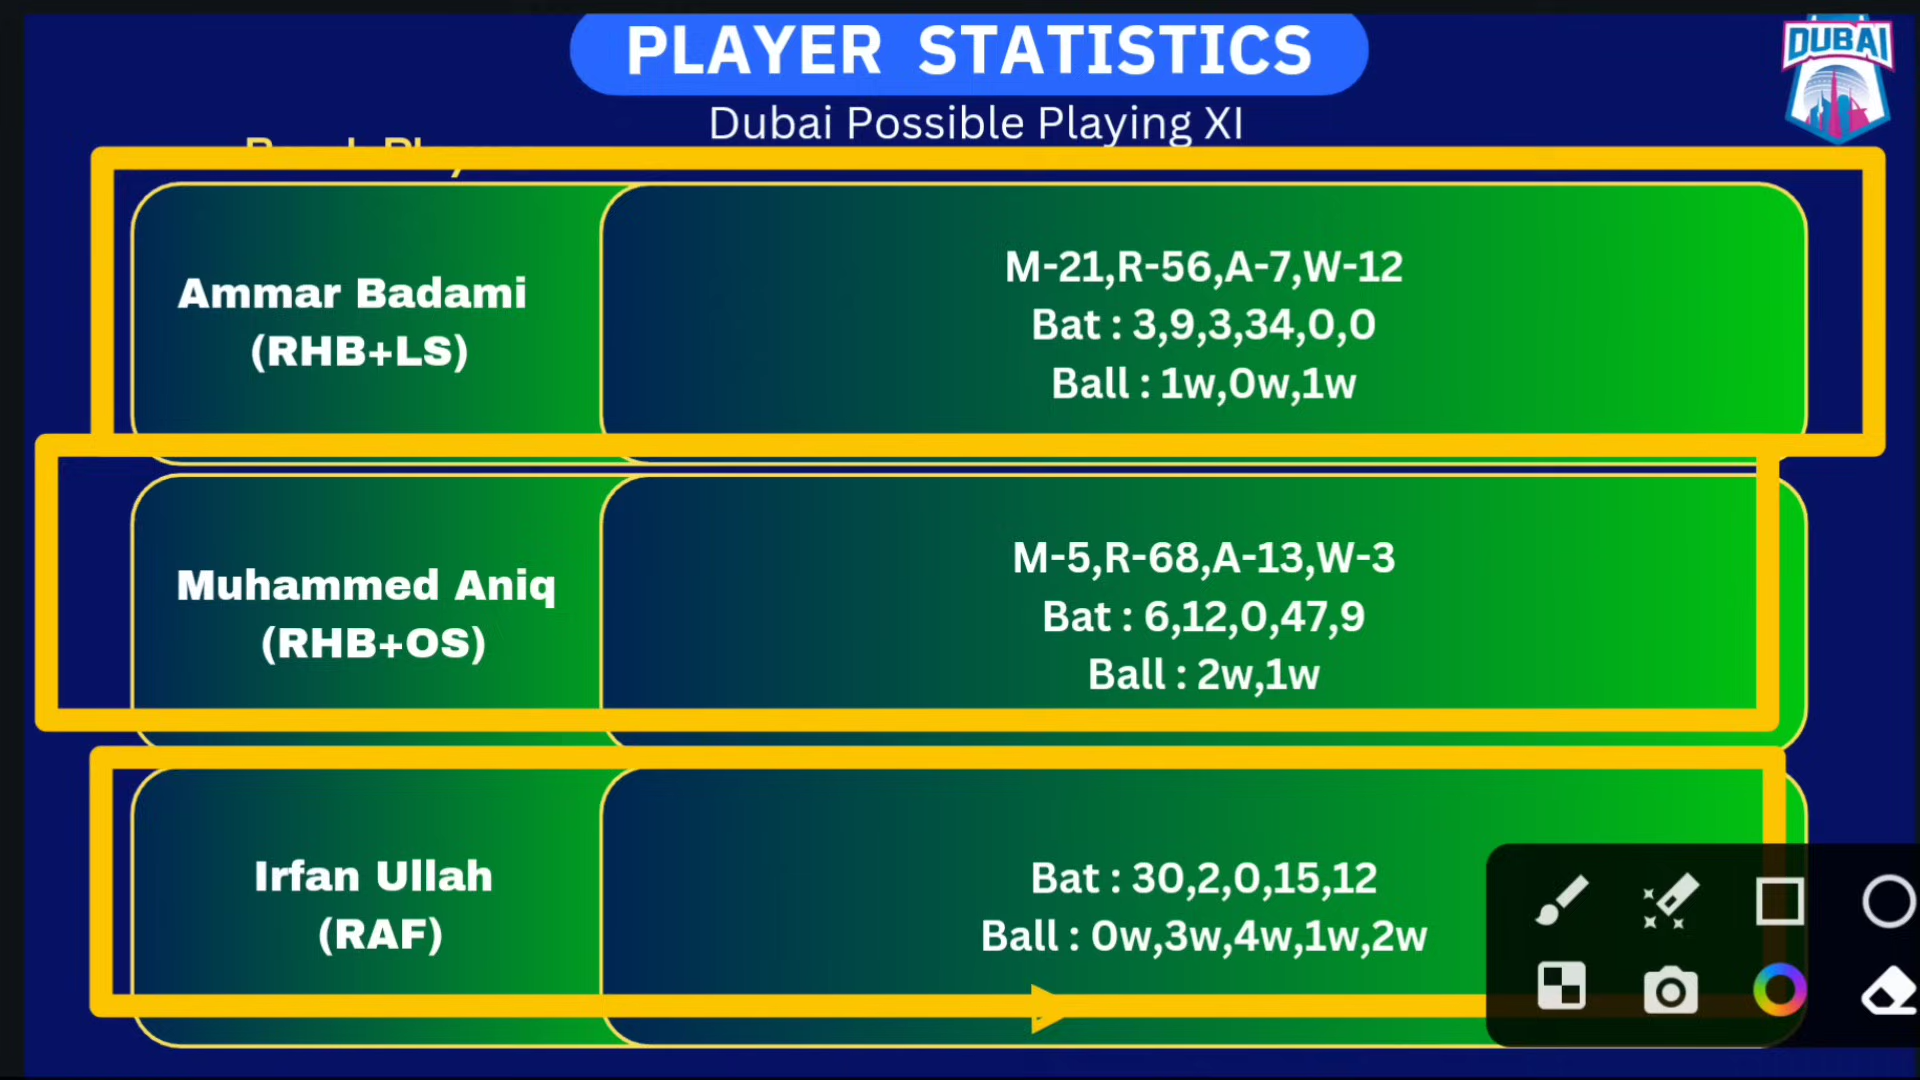 PLAYER STATISTICS
DUBAI
Dubai Possible Playing XI
Ammar Badami
(RHB+LS)
M-21,R-56,A-7,W-12
Bat : 3,9,3,34,0,0
Ball : 1w,0w,1w
Muhammed Aniq
(RHB+OS)
M-5,R-68,A-13,W-3
Bat : 6,12,0,47,9
Ball : 2w,1w
Irfan Ullah
(RAF)
Bat : 30,2,0,15,12
Ball : 0w,3w,4w,1w,2w